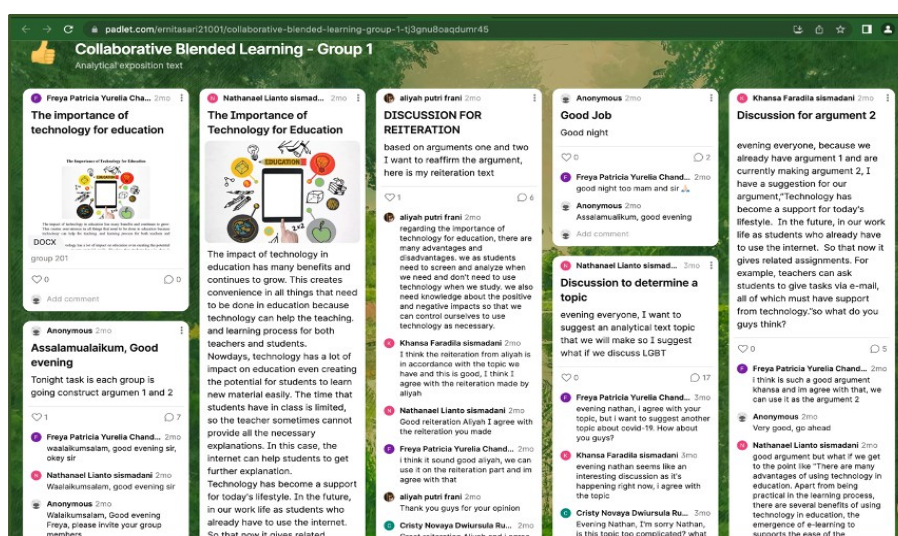 padlet.com/ernitasari21001/collaborative-blended-learning-group-1-tj3gnu8oaqdumr45
Collaborative Blended Learning - Group 1
Analytical exposition text
Freya Patricia Yurelia Cha... 2mo
The importance of
technology for education
The Importance of Technology for Education
DOCX
group 201
0
0
Add comment
Anonymous 2mo
Assalamualaikum, Good
evening
Tonight task is each group is
going construct argumen 1 and 2
1
7
Freya Patricia Yurelia Chand... 2mo
waalaikumsalam, good evening sir,
okey sir
Nathanael Lianto sismadani 2mo
Waalaikumsalam, good evening sir
Anonymous 2mo
Walaikumsalam, Good evening
Freya, please invite your group
members
Nathanael Lianto sismad... 2mo
The Importance of
Technology for Education
EDUCATION
The impact of technology in
education has many benefits and
continues to grow. This creates
convenience in all things that need
to be done in education because
technology can help the teaching.
and learning process for both
teachers and students.
Nowdays, technology has a lot of
impact on education even creating
the potential for students to learn
new material easily. The time that
students have in class is limited,
so the teacher sometimes cannot
provide all the necessary
explanations. In this case, the
internet can help students to get
further explanation.
Technology has become a support
for today's lifestyle. In the future,
in our work life as students who
already have to use the internet.
So that now it gives related
aliyah putri frani 2mo
DISCUSSION FOR
REITERATION
based on arguments one and two
I want to reaffirm the argument,
here is my reiteration text
1
6
aliyah putri frani 2mo
regarding the importance of
technology for education, there are
many advantages and
disadvantages. we as students
need to screen and analyze when
we need and don't need to use
technology when we study. we also
need knowledge about the positive
and negative impacts so that we
can control ourselves to use
technology as necessary.
Khansa Faradila sismadani 2mo
I think the reiteration from aliyah is
in accordance with the topic we
have and this is good, I think I
agree with the reiteration made by
aliyah
Nathanael Lianto sismadani 2mo
Good reiteration Aliyah and I agree with
the reiteration you made
Freya Patricia Yurelia Chand... 2mo
i think it sound good aliyah, we can
use it on the reiteration part and im
agree with that
aliyah putri frani 2mo
Thank you guys for your opinion
Cristy Novaya Dwiursula Ru... 2mo
Great reiteration Aliyah and i agree
Anonymous 2mo
Good Job
Good night
0
2
Freya Patricia Yurelia Chand... 2mo
good night too mam and sir
Anonymous 2mo
Assalamualikum, good evening
Add comment
Nathanael Lianto sismad... 3mo
Discussion to determine a
topic
evening everyone, I want to
suggest an analytical text topic
that we will make so I suggest
what if we discuss LGBT
0
17
Freya Patricia Yurelia Chand... 3mo
evening nathan, i agree with your
topic, but i want to suggest another
topic about covid-19. How about
you guys?
Khansa Faradila sismadani 3mo
evening nathan seems like an
interesting discussion as it's
happening right now, i agree with
the topic
Cristy Novaya Dwiursula Ru... 3mo
Evening Nathan, I'm sorry Nathan,
is this topic too complicated? what
Khansa Faradila sismadani 2mo
Discussion for argument 2
evening everyone, because we
already have argument 1 and are
currently making argument 2, I
have a suggestion for our
argument,"Technology has
become a support for today's
lifestyle. In the future, in our work
life as students who already have
to use the internet. So that now it
gives related assignments. For
example, teachers can ask
students to give tasks via e-mail,
all of which must have support
from technology."so what do you
guys think?
0
5
Freya Patricia Yurelia Chand... 2mo
i think is such a good argument
khansa and im agree with that, we
can use it as the argument 2
Anonymous 2mo
Very good, go ahead
Nathanael Lianto sismadani 2mo
good argument but what if we get
to the point like "There are many
advantages of using technology in
education. Apart from being
practical in the learning process,
there are several benefits of using
technology in education, the
emergence of e-learning to
supports the ease of the